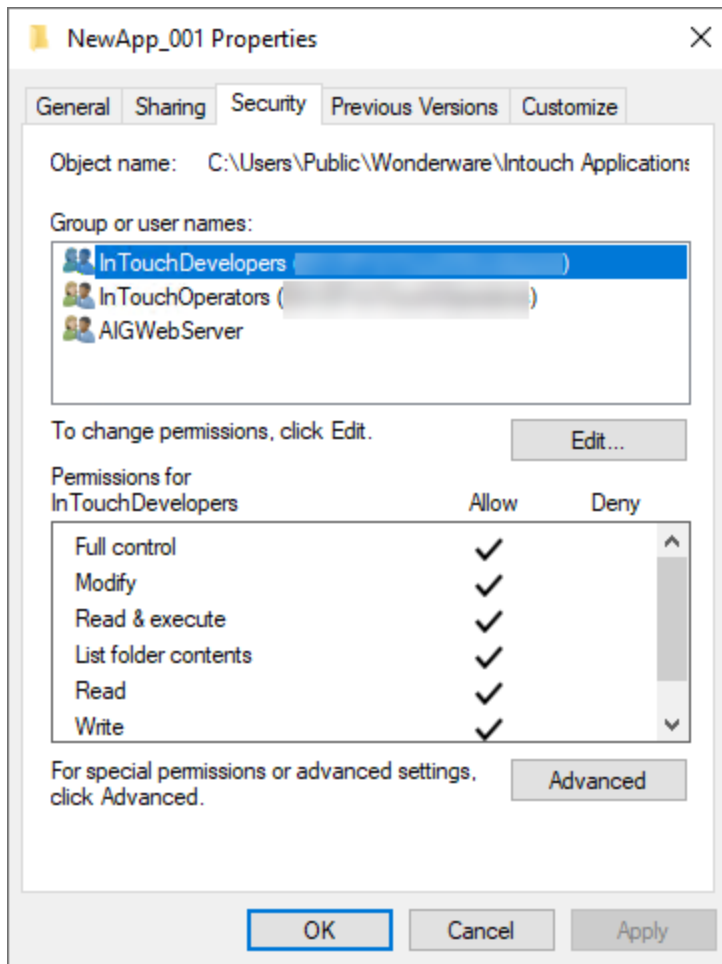 NewApp_001 Properties
General Sharing Security Previous Versions Customize
Object name: C:\Users\Public\Wonderware\Intouch Applications
Group or user names:
InTouchDevelopers ( )
InTouchOperators ( )
AIGWebServer
To change permissions, click Edit.
Edit...
Permissions for
InTouchDevelopers Allow Deny
Full control
Modify
Read & execute
List folder contents
Read
Write
For special permissions or advanced settings,
click Advanced.
Advanced
OK Cancel Apply